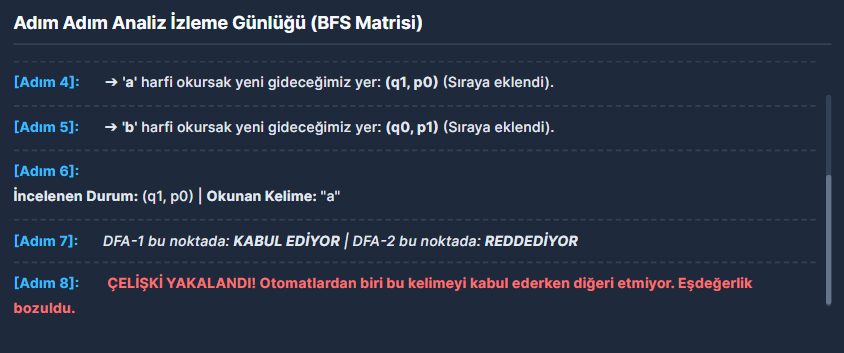 Adım Adım Analiz İzleme Günlüğü (BFS Matrisi)
[Adım 4]: ➔ 'a' harfi okursak yeni gideceğimiz yer: (q1, p0) (Sıraya eklendi).
[Adım 5]: ➔ 'b' harfi okursak yeni gideceğimiz yer: (q0, p1) (Sıraya eklendi).
[Adım 6]:
İncelenen Durum: (q1, p0) | Okunan Kelime: "a"
[Adım 7]: DFA-1 bu noktada: KABUL EDİYOR | DFA-2 bu noktada: REDDEDİYOR
[Adım 8]: ÇELİŞKİ YAKALANDI! Otomatlardan biri bu kelimeyi kabul ederken diğeri etmiyor. Eşdeğerlik
bozuldu.